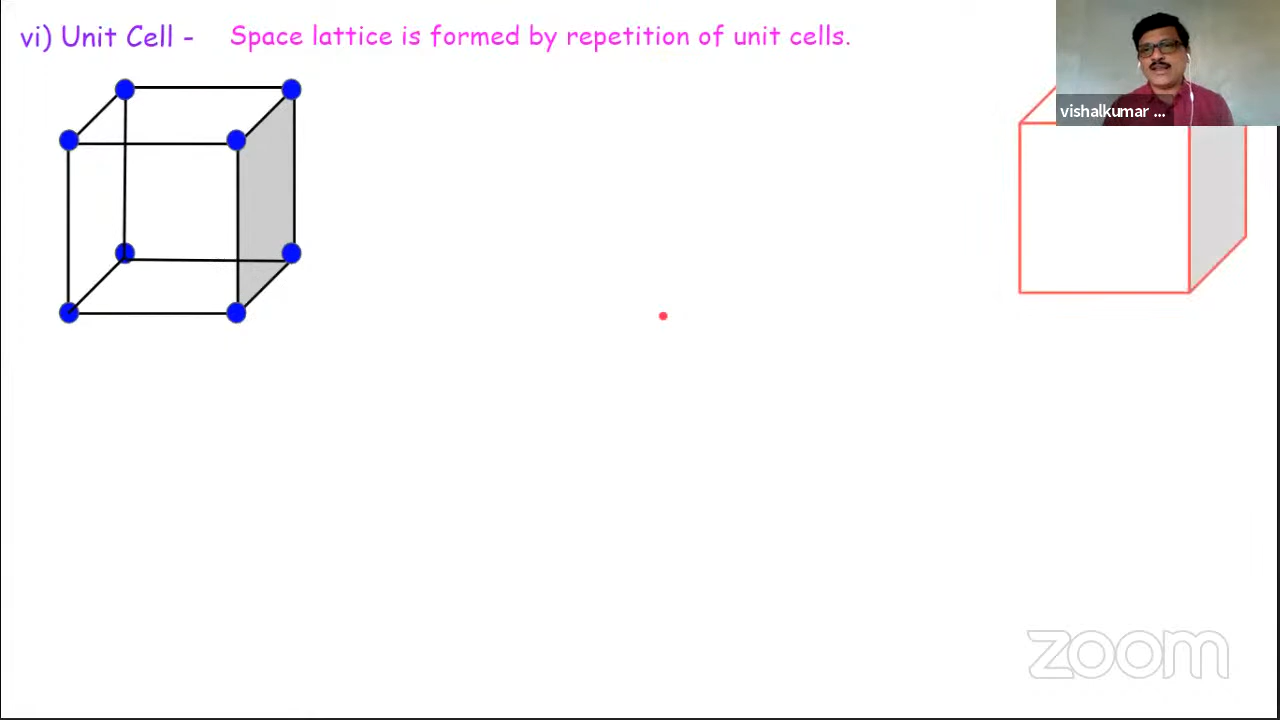 vi) Unit Cell - Space lattice is formed by repetition of unit cells.
vishalkumar ...
zoom